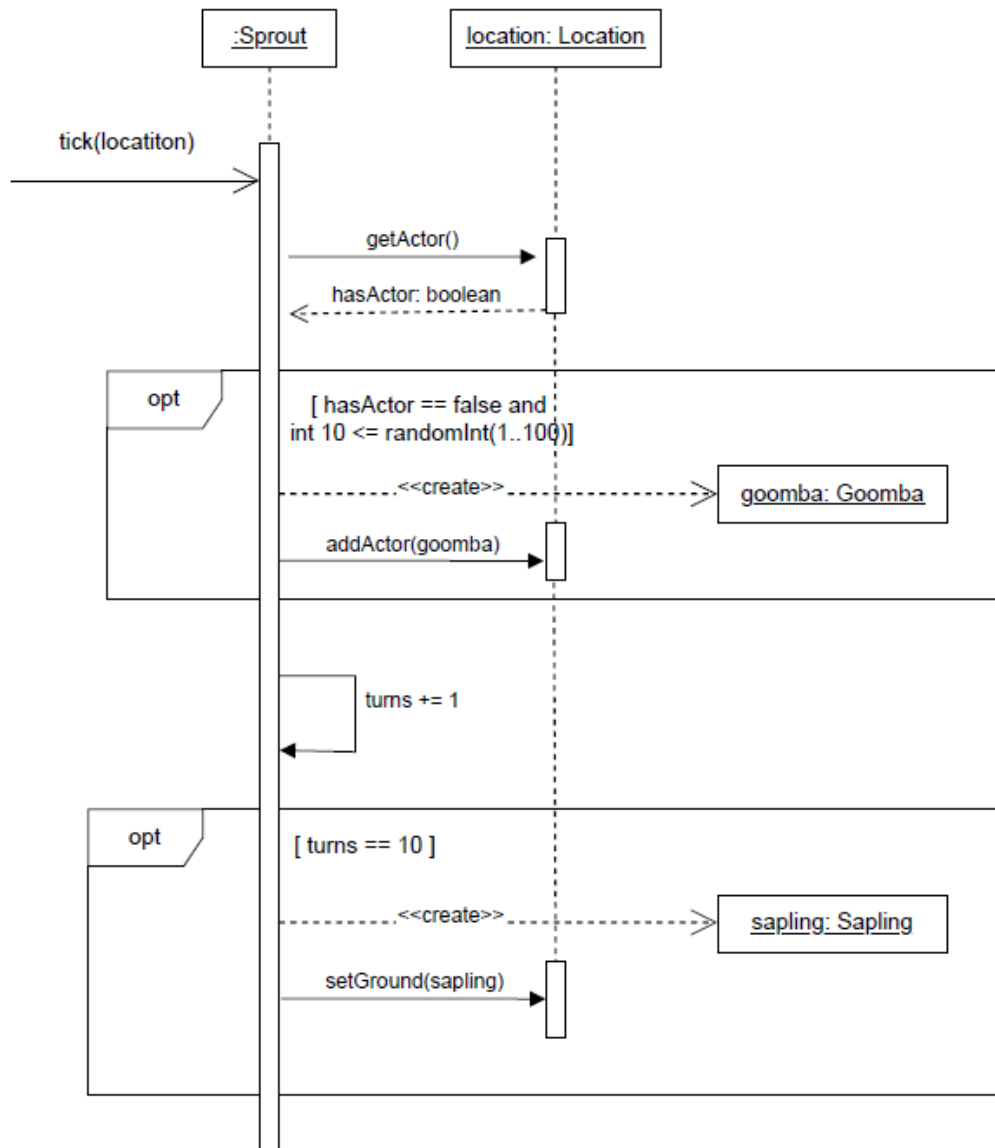 :Sprout
location: Location
tick(locatiton)
getActor()
hasActor: boolean
opt
[ hasActor == false and
int 10 <= randomInt(1..100)]
<<create>>
goomba: Goomba
addActor(goomba)
turns += 1
opt
[ turns == 10 ]
<<create>>
sapling: Sapling
setGround(sapling)